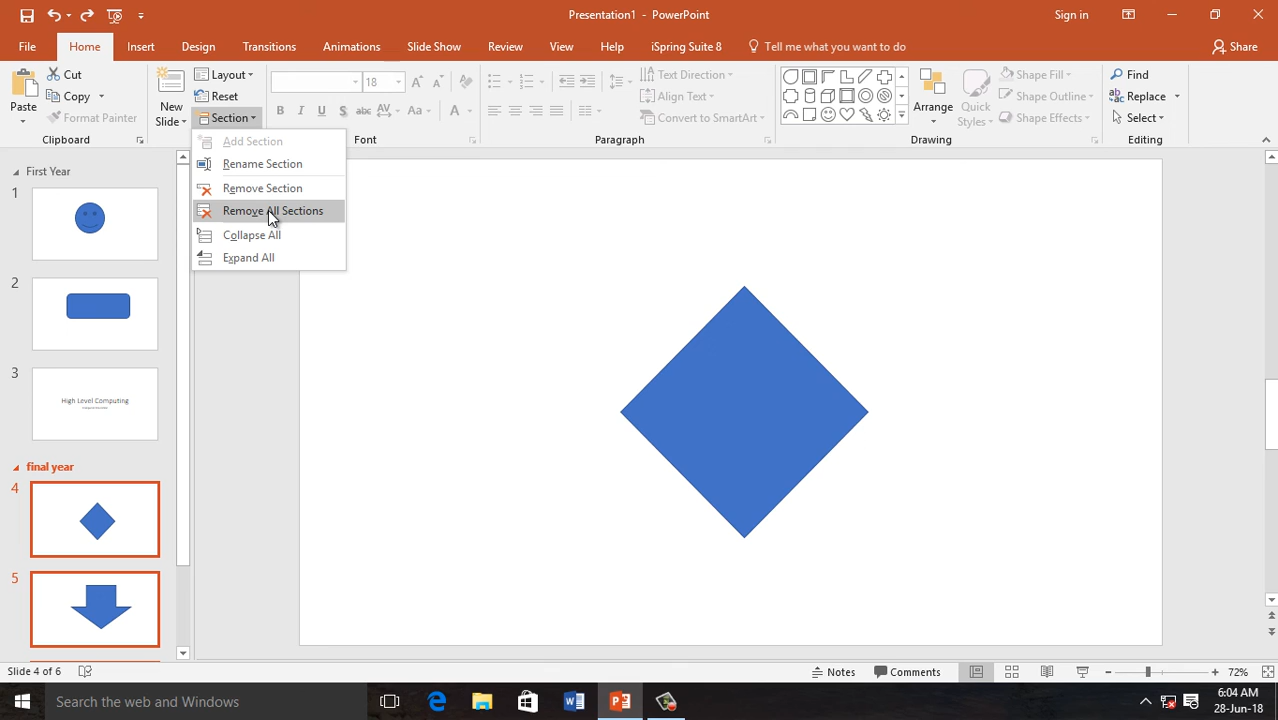 Presentation1 - PowerPoint
Sign in
File
Home
Insert
Design
Transitions
Animations
Slide Show
Review
View
Help
iSpring Suite 8
Tell me what you want to do
Share
Paste
Cut
Copy
Format Painter
Clipboard
New
Slide
Layout
Reset
Section
18
B I U S abc AV Aa A
Font
Text Direction
Align Text
Convert to SmartArt
Paragraph
Arrange
Quick
Styles
Shape Fill
Shape Outline
Shape Effects
Drawing
Find
Replace
Select
Editing
Add Section
Rename Section
Remove Section
Remove All Sections
Collapse All
Expand All
First Year
1
2
3
High Level Computing
final year
4
5
Slide 4 of 6
Notes
Comments
72%
Search the web and Windows
6:04 AM
28-Jun-18